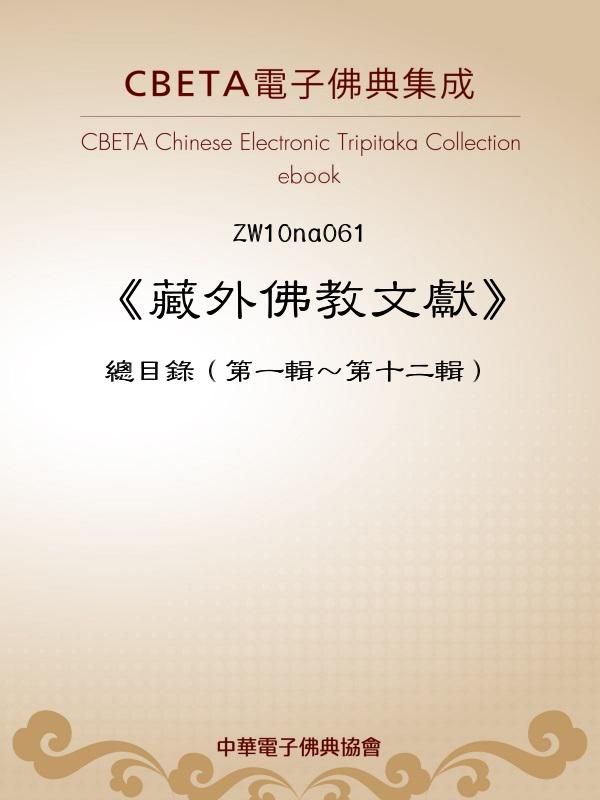 CBETA電子佛典集成
CBETA Chinese Electronic Tripitaka Collection
ebook
ZW10na061
《藏外佛教文獻》
總目錄（第一輯～第十二輯）
中華電子佛典協會